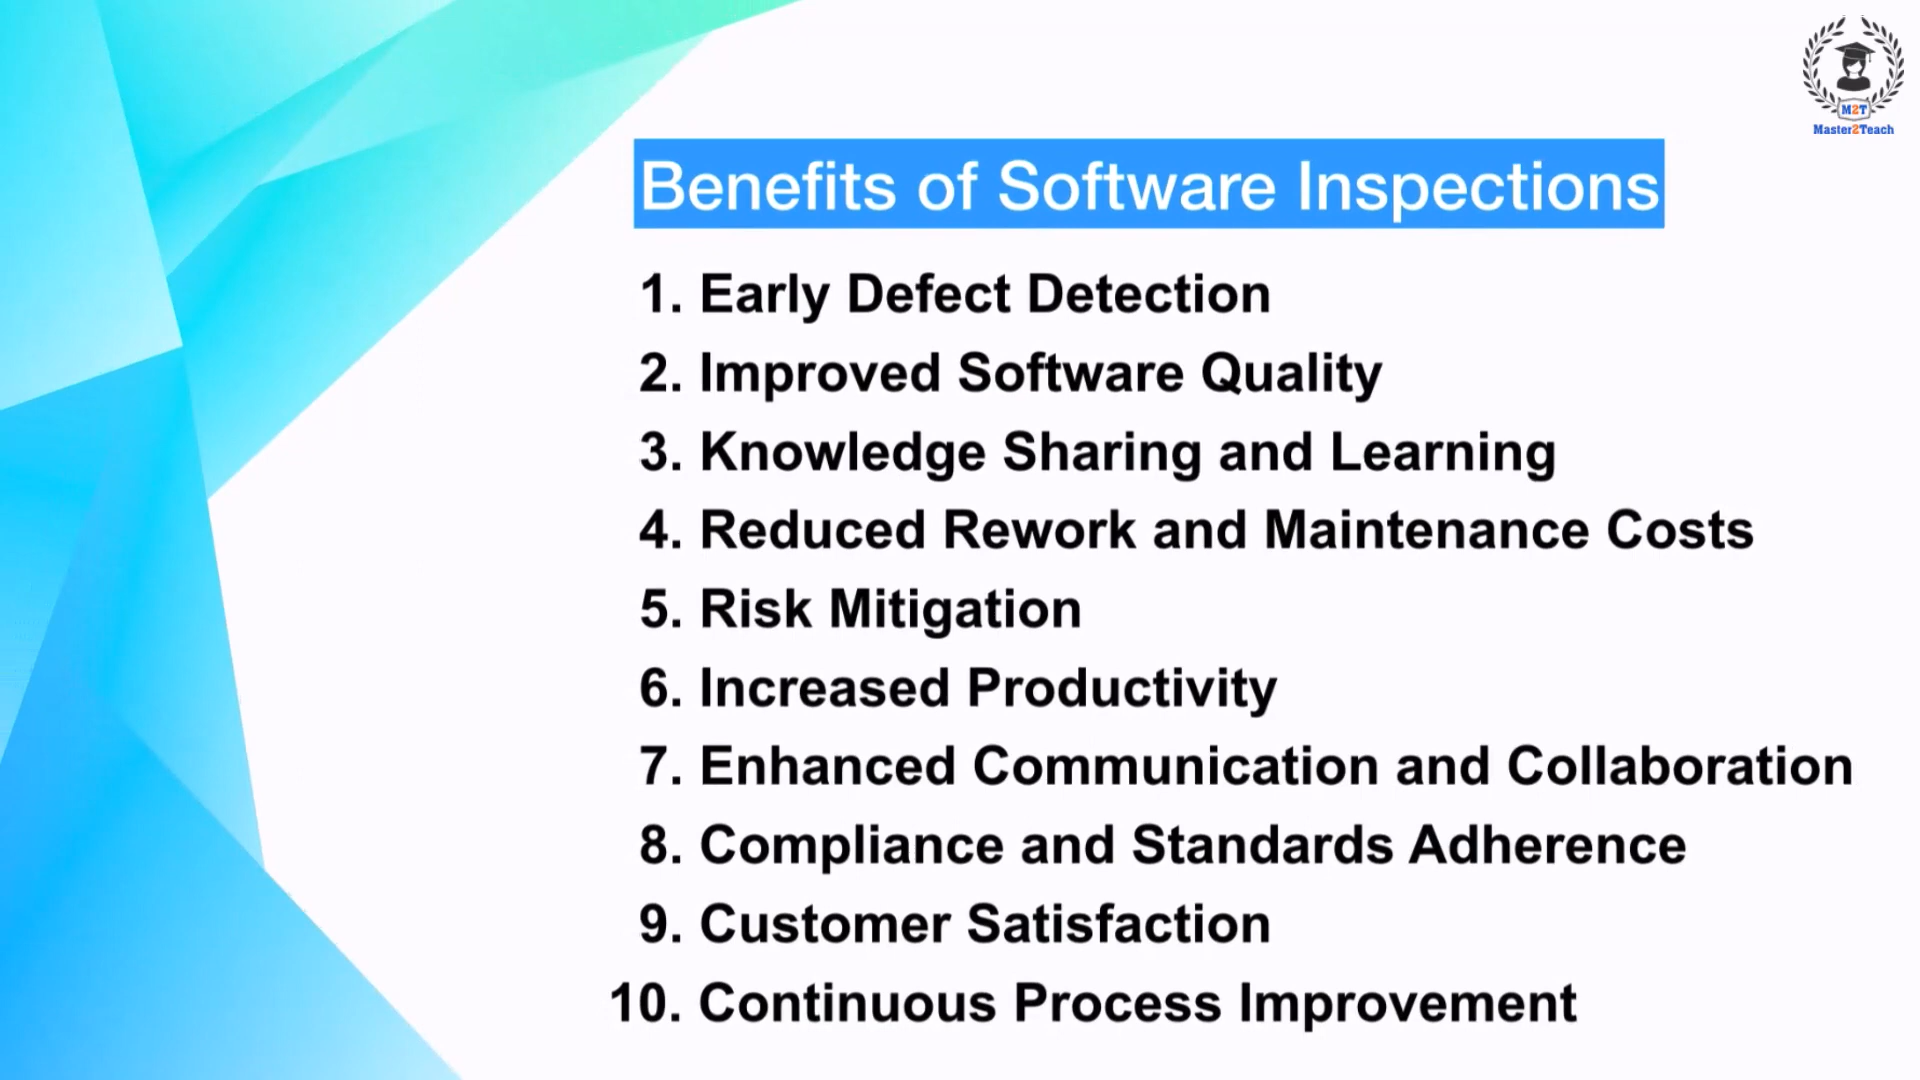 M2T
Master2Teach
Benefits of Software Inspections
1. Early Defect Detection
2. Improved Software Quality
3. Knowledge Sharing and Learning
4. Reduced Rework and Maintenance Costs
5. Risk Mitigation
6. Increased Productivity
7. Enhanced Communication and Collaboration
8. Compliance and Standards Adherence
9. Customer Satisfaction
10. Continuous Process Improvement